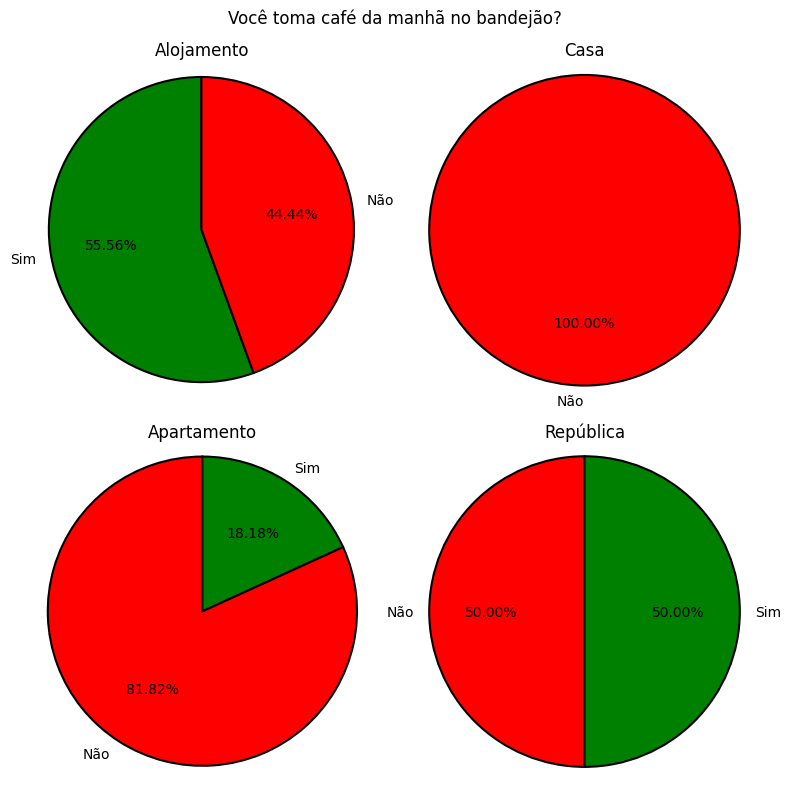 Você toma café da manhã no bandejão?
Alojamento
Não
44.44%
55.56%
Sim
Casa
100.00%
Não
Apartamento
Sim
18.18%
81.82%
Não
República
Não
50.00%
50.00%
Sim